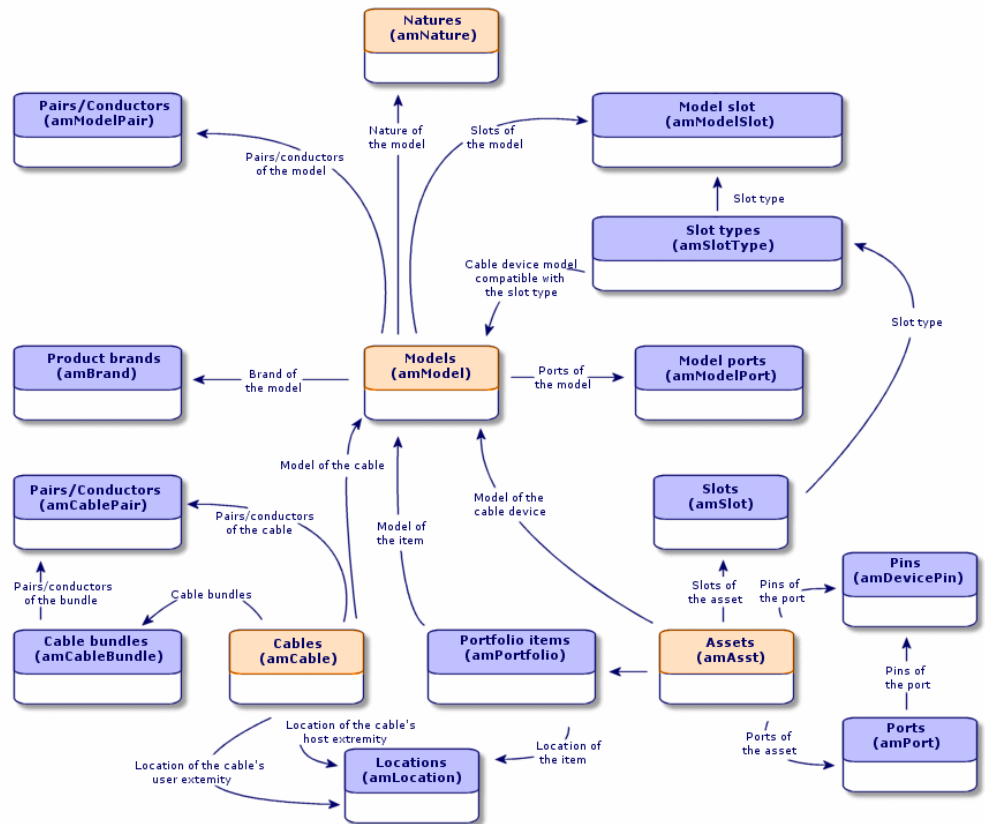 Natures
(amNature)
Pairs/Conductors
(amModelPair)
Model slot
(amModelSlot)
Nature of
the model
Slots of
the model
Pairs/conductors
of the model
Slot type
Slot types
(amSlotType)
Cable device model
compatible with
the slot type
Slot type
Product brands
(amBrand)
Brand of
the model
Models
(amModel)
Ports of
the model
Model ports
(amModelPort)
Model of the cable
Pairs/Conductors
(amCablePair)
Pairs/conductors
of the cable
Model of
the item
Model of the
cable device
Slots
(amSlot)
Pins
(amDevicePin)
Pairs/conductors
of the bundle
Cable bundles
Slots of
the asset
Pins of
the port
Cable bundles
(amCableBundle)
Cables
(amCable)
Portfolio items
(amPortfolio)
Assets
(amAsst)
Pins of
the port
Location of the cable's
host extremity
Location of
the item
Ports of
the asset
Ports
(amPort)
Location of the cable's
user extemity
Locations
(amLocation)